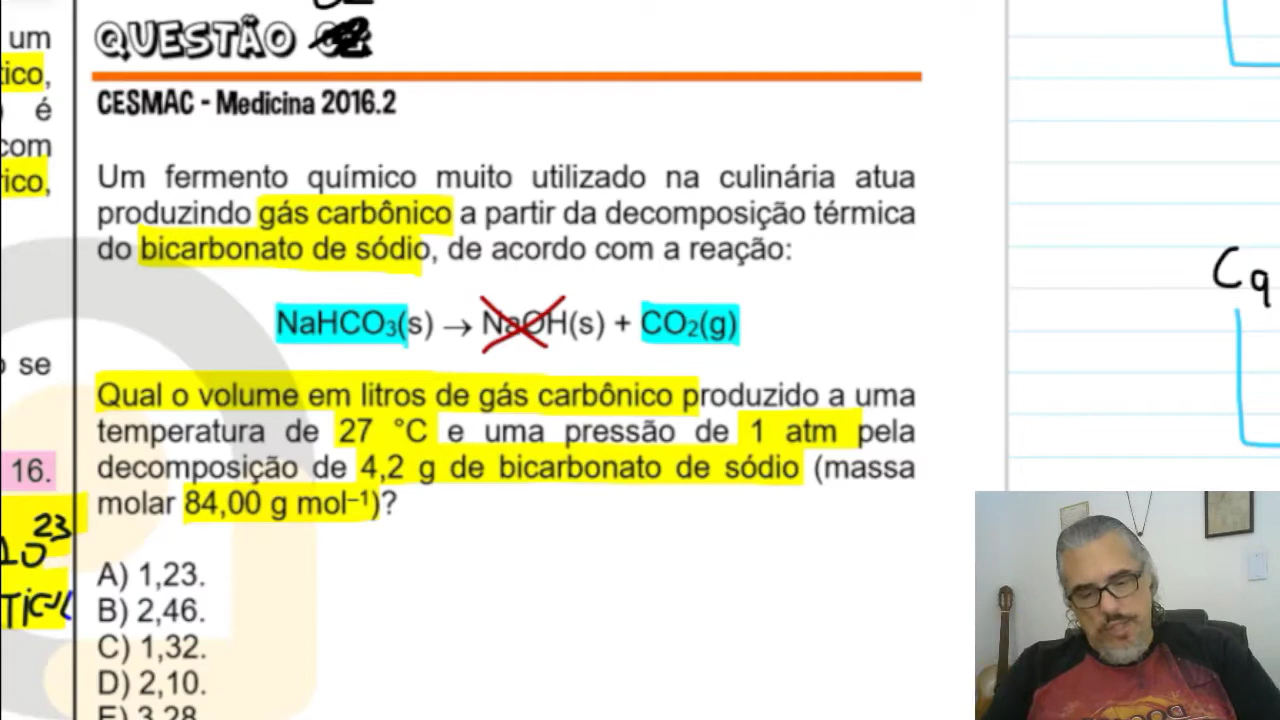 um
tico,
é
com
rico,
se
16.
23
10
QUESTÃO
CESMAC - Medicina 2016.2
Um fermento químico muito utilizado na culinária atua
produzindo gás carbônico a partir da decomposição térmica
do bicarbonato de sódio, de acordo com a reação:
NaHCO₃(s) → NaOH(s) + CO₂(g)
Qual o volume em litros de gás carbônico produzido a uma
temperatura de 27 °C e uma pressão de 1 atm pela
decomposição de 4,2 g de bicarbonato de sódio (massa
molar 84,00 g mol⁻¹)?
A) 1,23.
B) 2,46.
C) 1,32.
D) 2,10.
E) 3,28
Cq